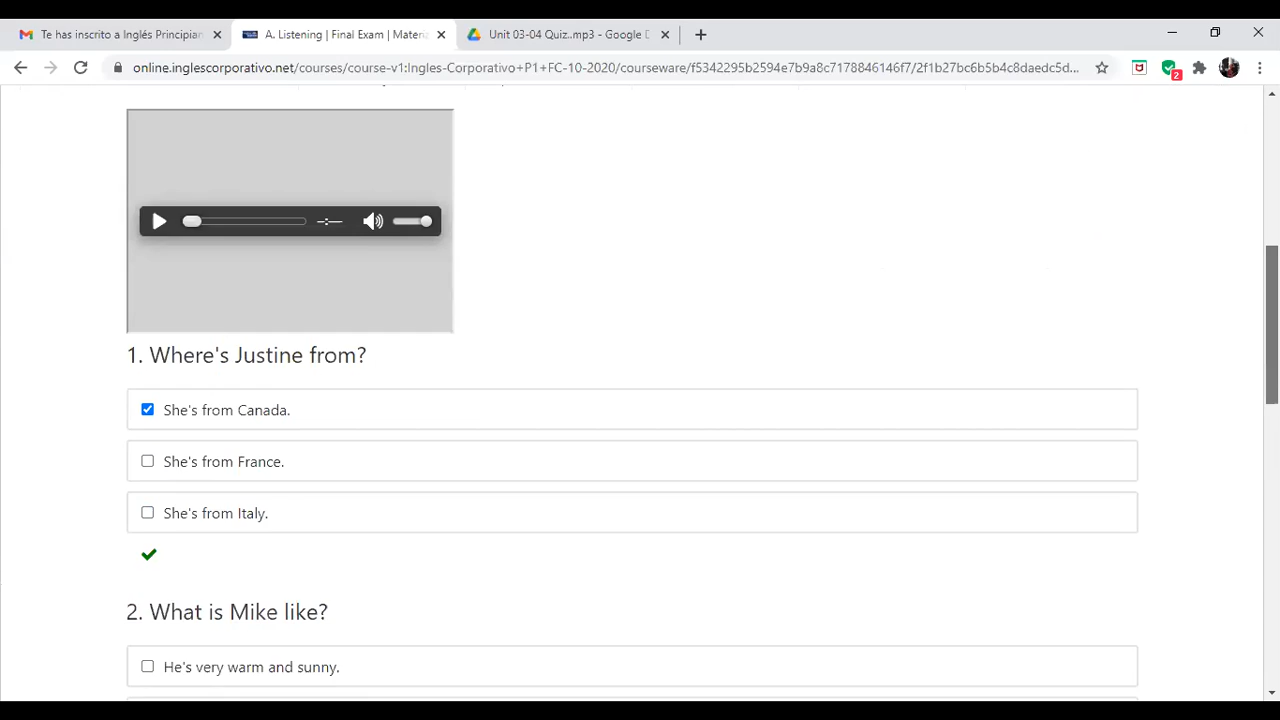 Te has inscrito a Inglés Principian
A. Listening | Final Exam | Materia
Unit 03-04 Quiz..mp3 - Google D
online.inglescorporativo.net/courses/course-v1:Ingles-Corporativo+P1+FC-10-2020/courseware/f5342295b2594e7b9a8c7178846146f7/2f1b27bc6b5b4c8daedc5d...
2
1. Where's Justine from?
She's from Canada.
She's from France.
She's from Italy.
2. What is Mike like?
He's very warm and sunny.